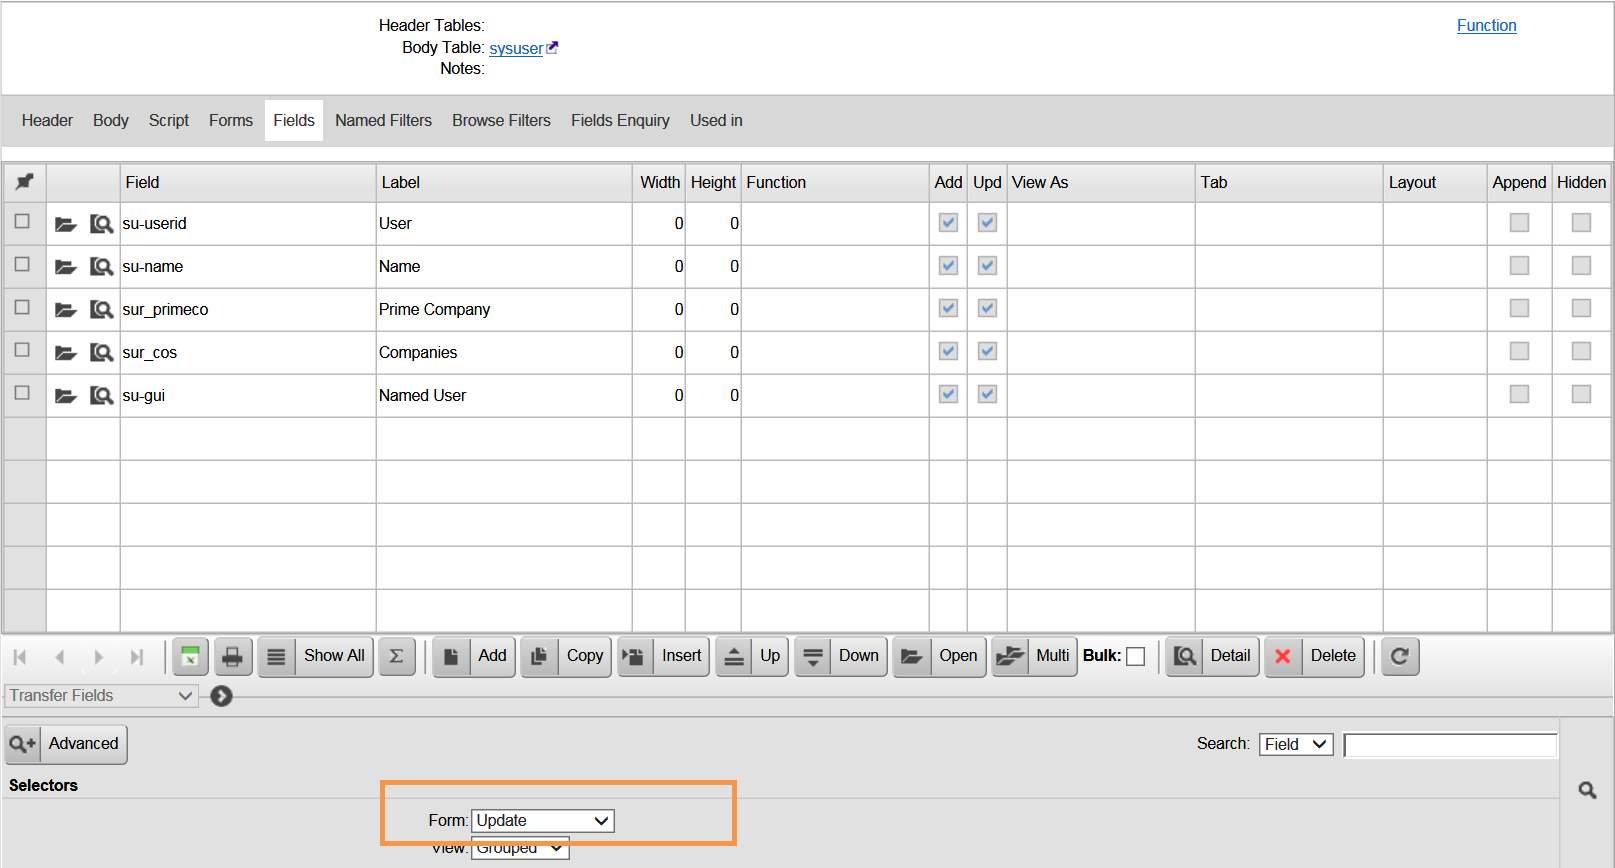 Header Tables:
Function
Body Table: sysuser
Notes:
Header Body Script Forms Fields Named Filters Browse Filters Fields Enquiry Used in
Field Label Width Height Function Add Upd View As Tab Layout Append Hidden
su-userid User 0 0
su-name Name 0 0
sur_primeco Prime Company 0 0
sur_cos Companies 0 0
su-gui Named User 0 0
Show All Σ Add Copy Insert Up Down Open Multi Bulk: Detail Delete
Transfer Fields
Advanced Search: Field
Selectors
Form: Update
View: Grouped